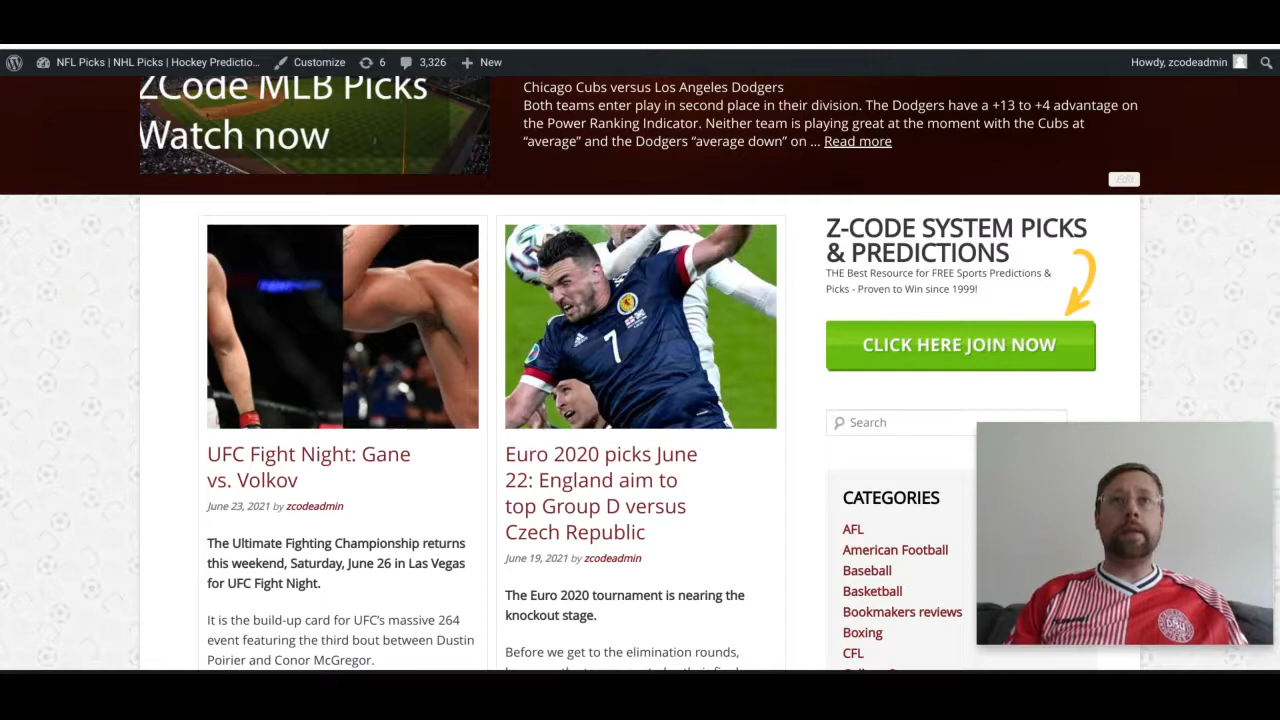 NFL Picks | NHL Picks | Hockey Predictio... Customize 6 3,326 New Howdy, zcodeadmin
ZCode MLB Picks
Watch now
Chicago Cubs versus Los Angeles Dodgers
Both teams enter play in second place in their division. The Dodgers have a +13 to +4 advantage on
the Power Ranking Indicator. Neither team is playing great at the moment with the Cubs at
“average” and the Dodgers “average down” on ... Read more
Edit
7
UFC Fight Night: Gane
vs. Volkov
June 23, 2021 by zcodeadmin
The Ultimate Fighting Championship returns
this weekend, Saturday, June 26 in Las Vegas
for UFC Fight Night.
It is the build-up card for UFC’s massive 264
event featuring the third bout between Dustin
Poirier and Conor McGregor.
Euro 2020 picks June
22: England aim to
top Group D versus
Czech Republic
June 19, 2021 by zcodeadmin
The Euro 2020 tournament is nearing the
knockout stage.
Before we get to the elimination rounds,
Z-CODE SYSTEM PICKS
& PREDICTIONS
THE Best Resource for FREE Sports Predictions &
Picks - Proven to Win since 1999!
CLICK HERE JOIN NOW
Search
CATEGORIES
AFL
American Football
Baseball
Basketball
Bookmakers reviews
Boxing
CFL
DBU